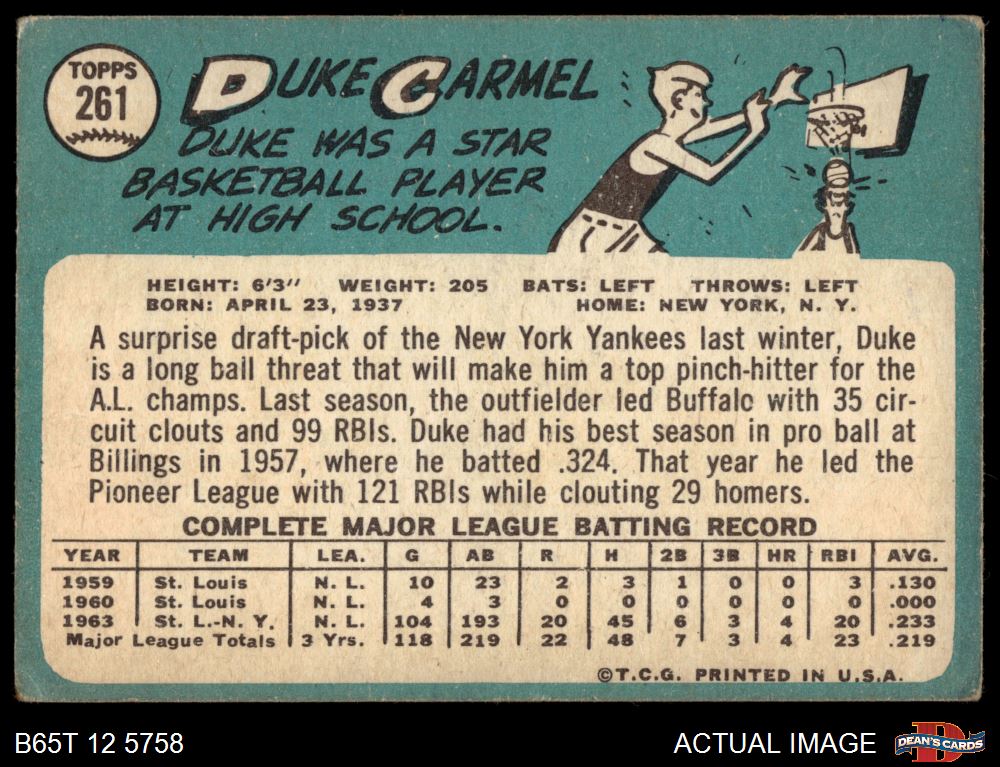 TOPPS
261
DUKE CARMEL
DUKE WAS A STAR
BASKETBALL PLAYER
AT HIGH SCHOOL.
HEIGHT: 6'3" WEIGHT: 205 BATS: LEFT THROWS: LEFT
BORN: APRIL 23, 1937 HOME: NEW YORK, N. Y.
A surprise draft-pick of the New York Yankees last winter, Duke
is a long ball threat that will make him a top pinch-hitter for the
A.L. champs. Last season, the outfielder led Buffalo with 35 cir-
cuit clouts and 99 RBIs. Duke had his best season in pro ball at
Billings in 1957, where he batted .324. That year he led the
Pioneer League with 121 RBIs while clouting 29 homers.
COMPLETE MAJOR LEAGUE BATTING RECORD
YEAR TEAM LEA. G AB R H 2B 3B HR RBI AVG.
1959 St. Louis N. L. 10 23 2 3 1 0 0 3 .130
1960 St. Louis N. L. 4 3 0 0 0 0 0 0 .000
1963 St. L.-N. Y. N. L. 104 193 20 45 6 3 4 20 .233
Major League Totals 3 Yrs. 118 219 22 48 7 3 4 23 .219
©T.C.G. PRINTED IN U.S.A.
B65T 12 5758 ACTUAL IMAGE DEAN'S CARDS